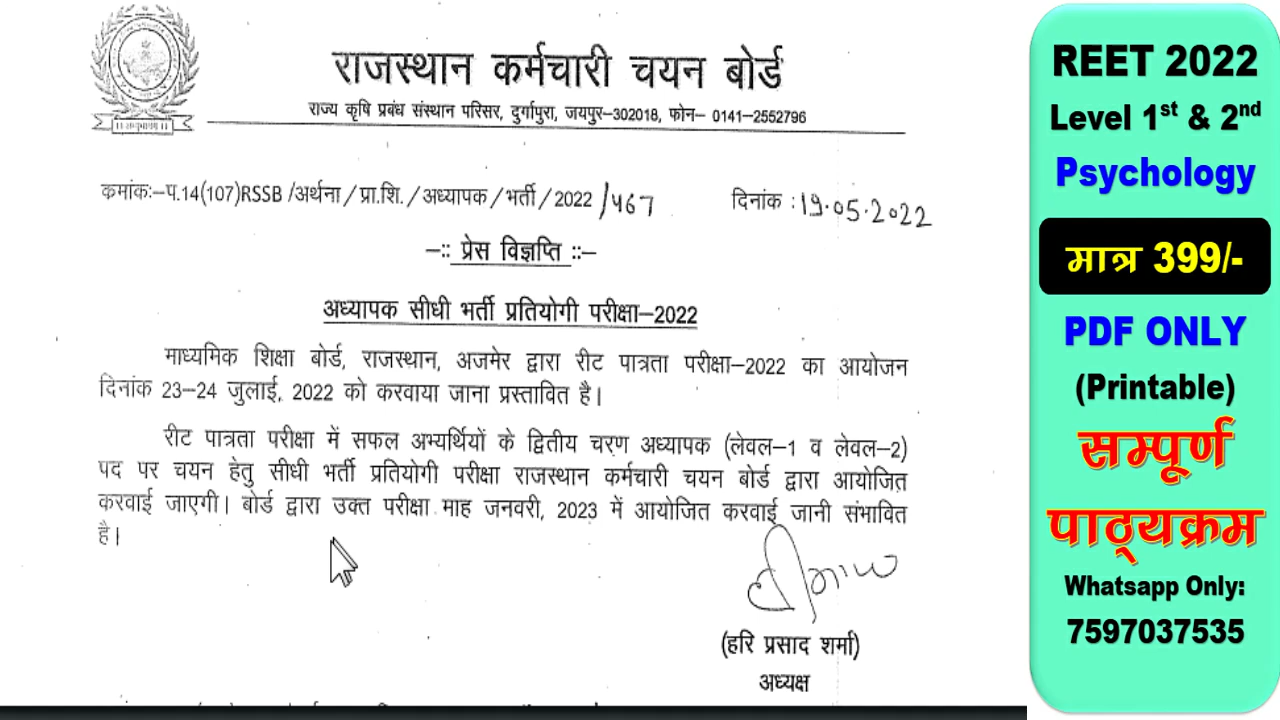 राजस्थान कर्मचारी चयन बोर्ड
राज्य कृषि प्रबंध संस्थान परिसर, दुर्गापुरा, जयपुर–302018, फोन– 0141–2552796
कमांकः–प.14(107)RSSB/अर्थना/प्रा.शि./अध्यापक/भर्ती/2022/467
दिनांक : 19.05.2022
–:: प्रेस विज्ञप्ति ::–
अध्यापक सीधी भर्ती प्रतियोगी परीक्षा–2022
माध्यमिक शिक्षा बोर्ड, राजस्थान, अजमेर द्वारा रीट पात्रता परीक्षा–2022 का आयोजन
दिनांक 23–24 जुलाई, 2022 को करवाया जाना प्रस्तावित है।
रीट पात्रता परीक्षा में सफल अभ्यर्थियों के द्वितीय चरण अध्यापक (लेवल–1 व लेवल–2)
पद पर चयन हेतु सीधी भर्ती प्रतियोगी परीक्षा राजस्थान कर्मचारी चयन बोर्ड द्वारा आयोजित
करवाई जाएगी। बोर्ड द्वारा उक्त परीक्षा माह जनवरी, 2023 में आयोजित करवाई जानी संभावित
है।
(हरि प्रसाद शर्मा)
अध्यक्ष
REET 2022
Level 1st & 2nd
Psychology
मात्र 399/-
PDF ONLY
(Printable)
सम्पूर्ण
पाठ्यक्रम
Whatsapp Only:
7597037535